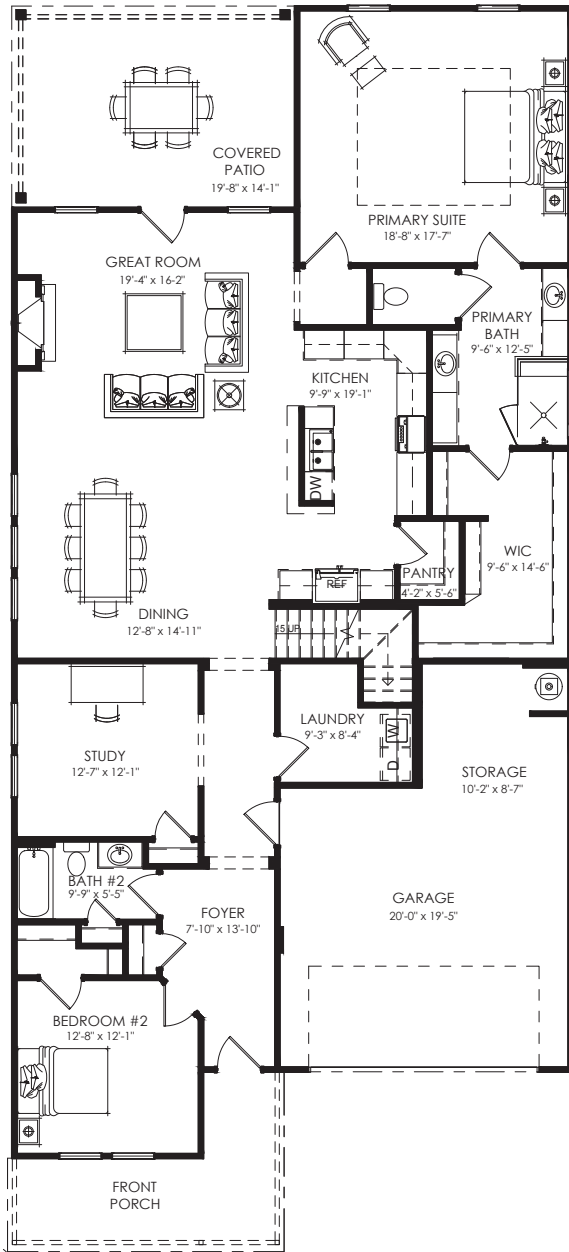 COVERED
PATIO
19'-8" x 14'-1"
PRIMARY SUITE
18'-8" x 17'-7"
GREAT ROOM
19'-4" x 16'-2"
PRIMARY
BATH
9'-6" x 12'-5"
KITCHEN
9'-9" x 19'-1"
DW
WIC
9'-6" x 14'-6"
PANTRY
4'-2" x 5'-6"
REF
DINING
12'-8" x 14'-11"
15 UP
LAUNDRY
9'-3" x 8'-4"
W
D
STUDY
12'-7" x 12'-1"
STORAGE
10'-2" x 8'-7"
BATH #2
9'-9" x 5'-5"
GARAGE
20'-0" x 19'-5"
FOYER
7'-10" x 13'-10"
BEDROOM #2
12'-8" x 12'-1"
FRONT
PORCH